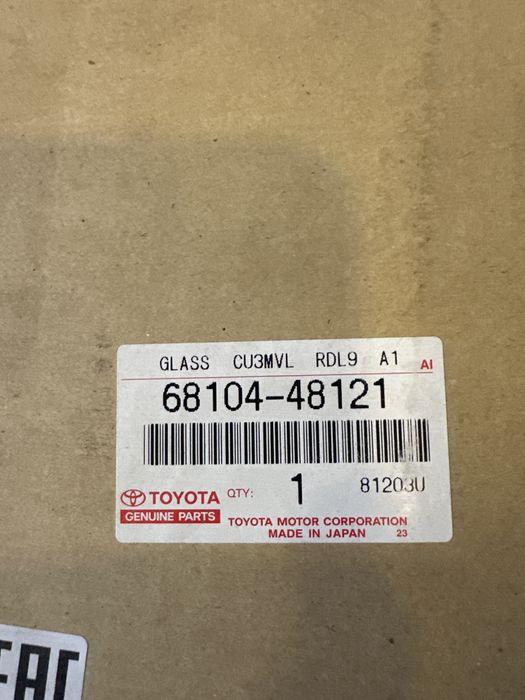 GLASS CU3MVL RDL9 A1 AI
68104-48121
TOYOTA QTY: 1 81203U
GENUINE PARTS TOYOTA MOTOR CORPORATION
MADE IN JAPAN 23
EAC